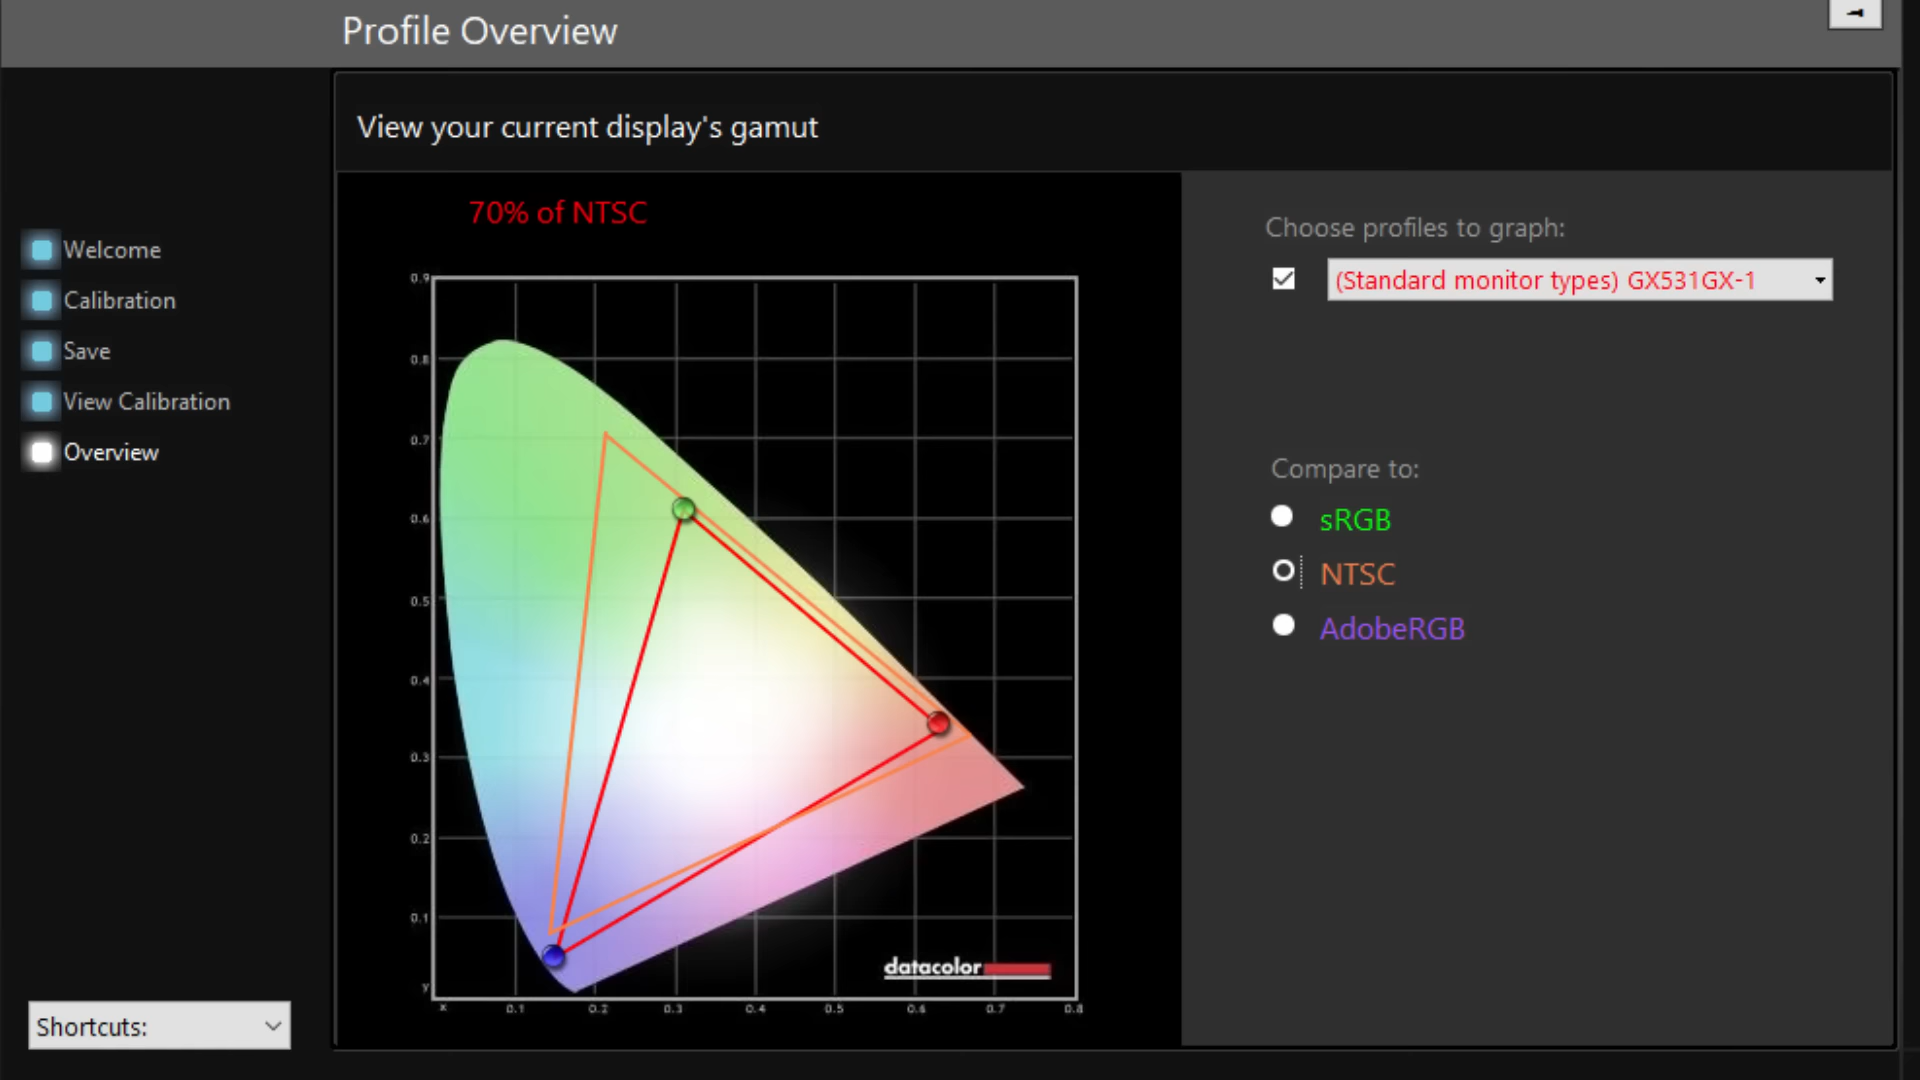 Profile Overview
View your current display's gamut
Welcome
Calibration
Save
View Calibration
Overview
Shortcuts:
70% of NTSC
0.9
0.8
0.7
0.6
0.5
0.4
0.3
0.2
0.1
y
x
0.1
0.2
0.3
0.4
0.5
0.6
0.7
0.8
datacolor
Choose profiles to graph:
(Standard monitor types) GX531GX-1
Compare to:
sRGB
NTSC
AdobeRGB